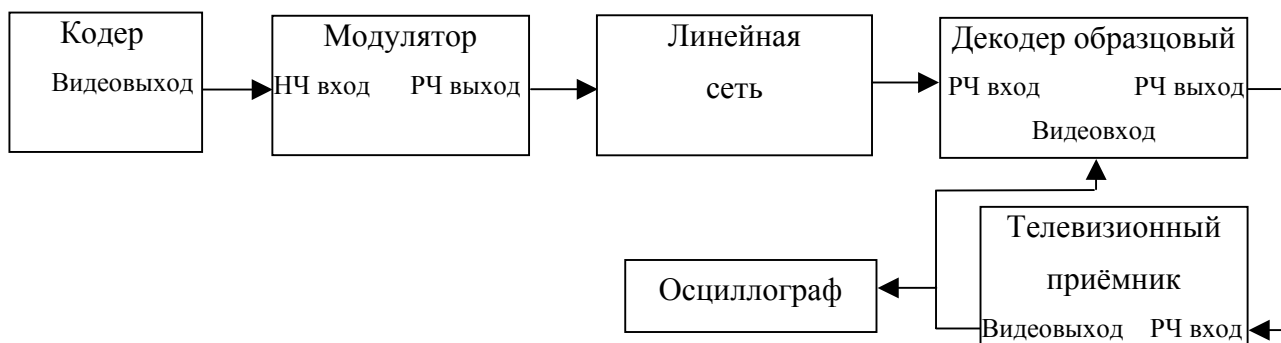 Кодер
Видеовыход
Модулятор
НЧ вход РЧ выход
Линейная
сеть
Декодер образцовый
РЧ вход РЧ выход
Видеовход
Телевизионный
приёмник
Видеовыход РЧ вход
Осциллограф